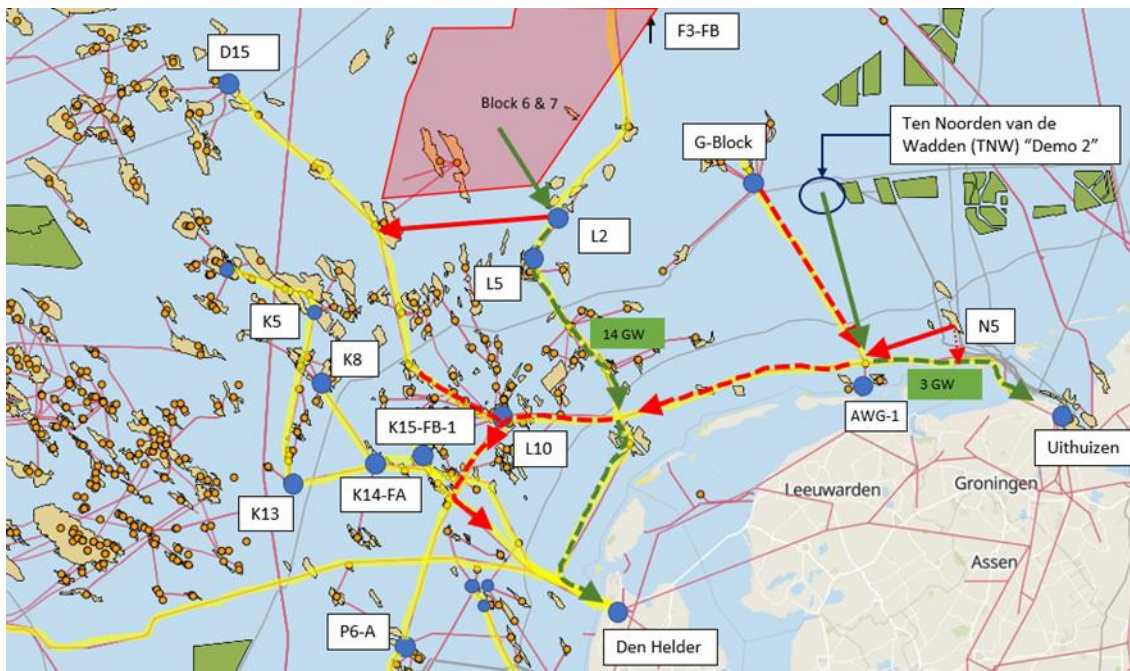 F3-FB
D15
Block 6 & 7
G-Block
Ten Noorden van de
Wadden (TNW) “Demo 2”
L2
L5
K5
14 GW
N5
K8
3 GW
AWG-1
K15-FB-1
L10
Uithuizen
K14-FA
K13
Leeuwarden
Groningen
Assen
P6-A
Den Helder